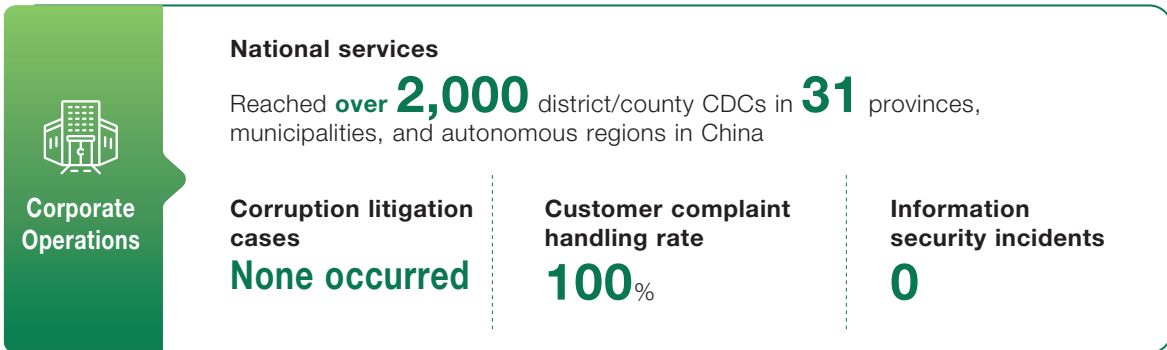 Corporate
Operations
National services
Reached over 2,000 district/county CDCs in 31 provinces,
municipalities, and autonomous regions in China
Corruption litigation
cases
None occurred
Customer complaint
handling rate
100%
Information
security incidents
0